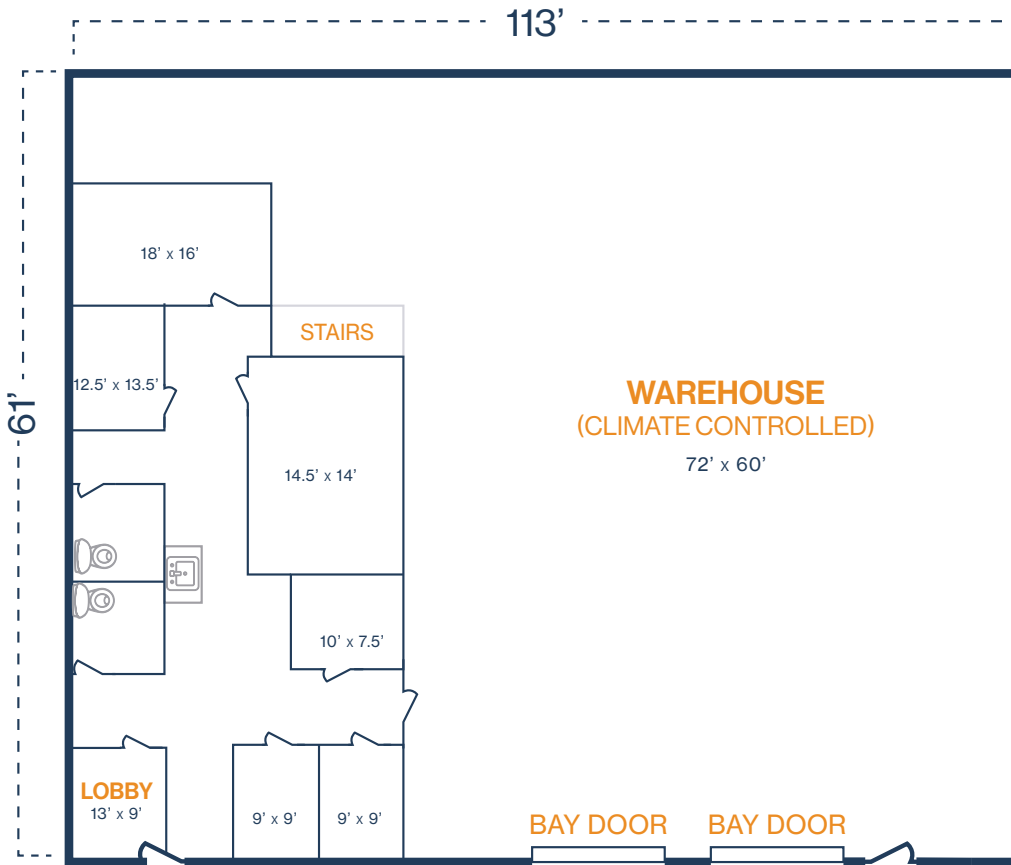 113’
61’
18’ x 16’
STAIRS
12.5’ x 13.5’
WAREHOUSE
(CLIMATE CONTROLLED)
72’ x 60’
14.5’ x 14’
10’ x 7.5’
LOBBY
13’ x 9’
9’ x 9’
9’ x 9’
BAY DOOR
BAY DOOR